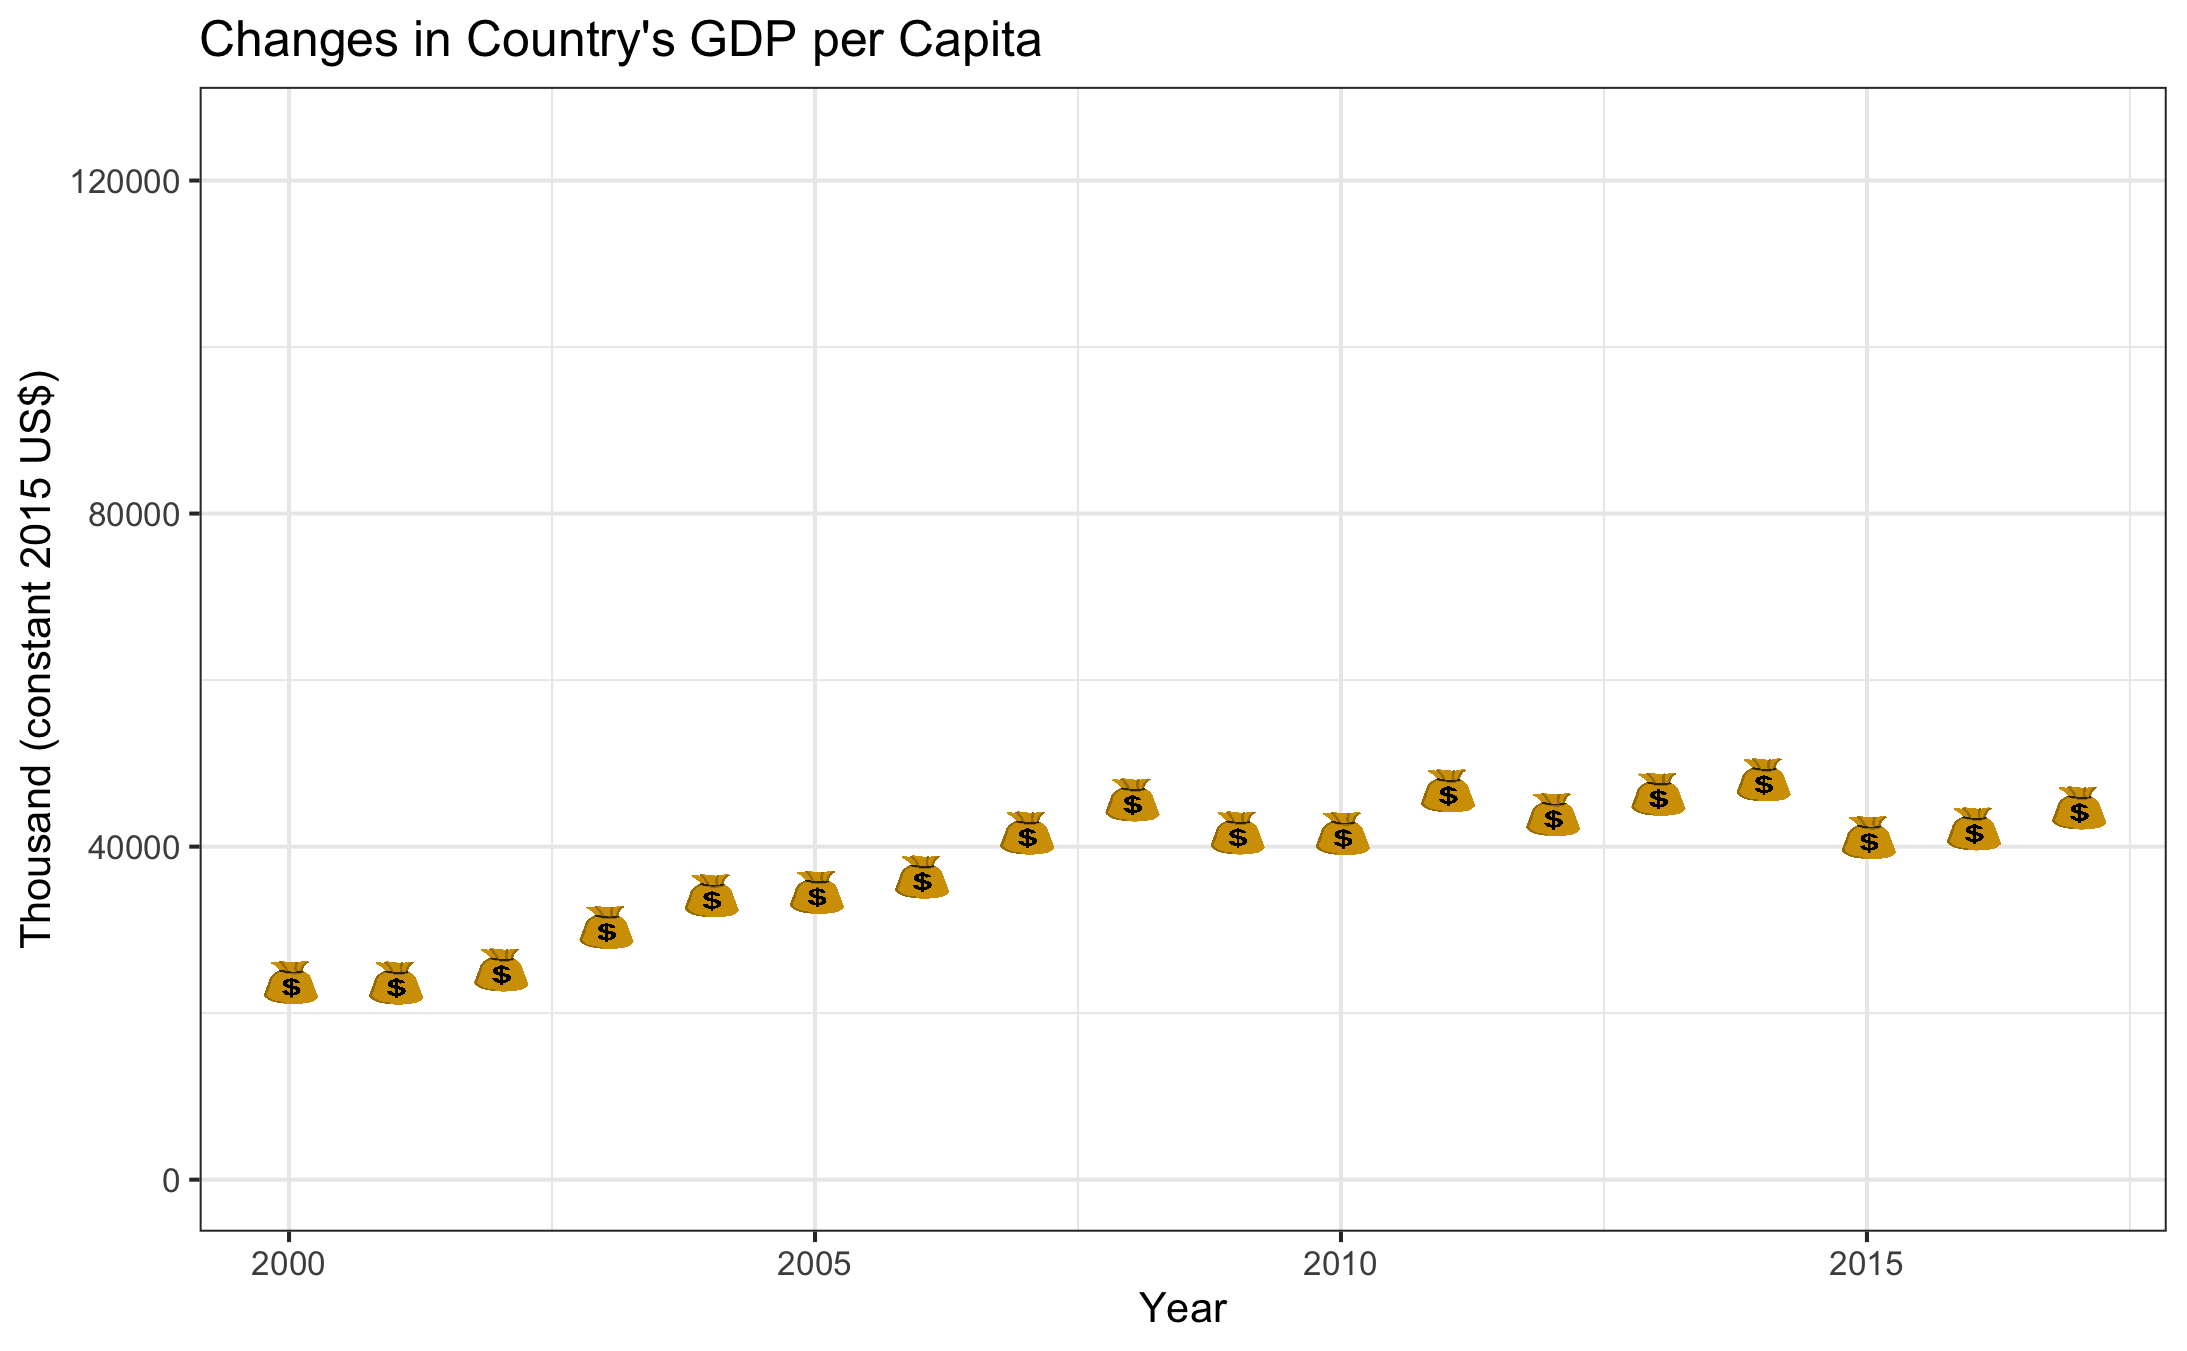 Changes in Country's GDP per Capita
Thousand (constant 2015 US$)
120000
80000
40000
0
$ $ $ $ $ $ $ $ $ $ $ $ $ $ $ $ $ $
2000 2005 2010 2015
Year